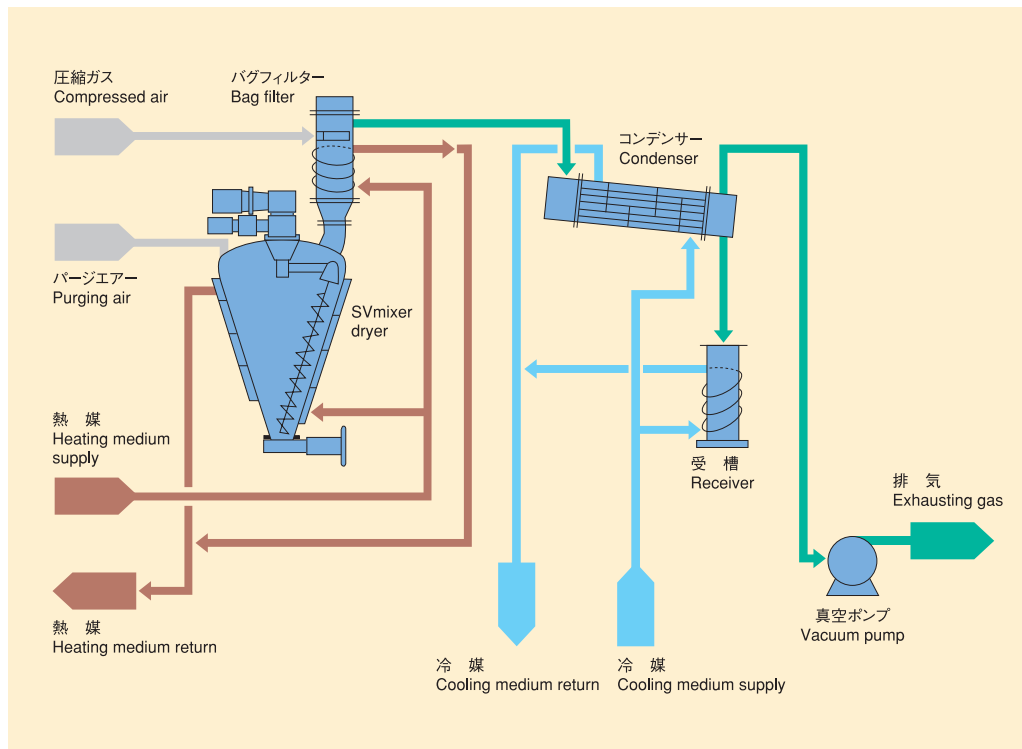 圧縮ガス
Compressed air
バグフィルター
Bag filter
コンデンサー
Condenser
パージエアー
Purging air
SVmixer
dryer
熱 媒
Heating medium
supply
受 槽
Receiver
排 気
Exhausting gas
熱 媒
Heating medium return
真空ポンプ
Vacuum pump
冷 媒
Cooling medium return
冷 媒
Cooling medium supply